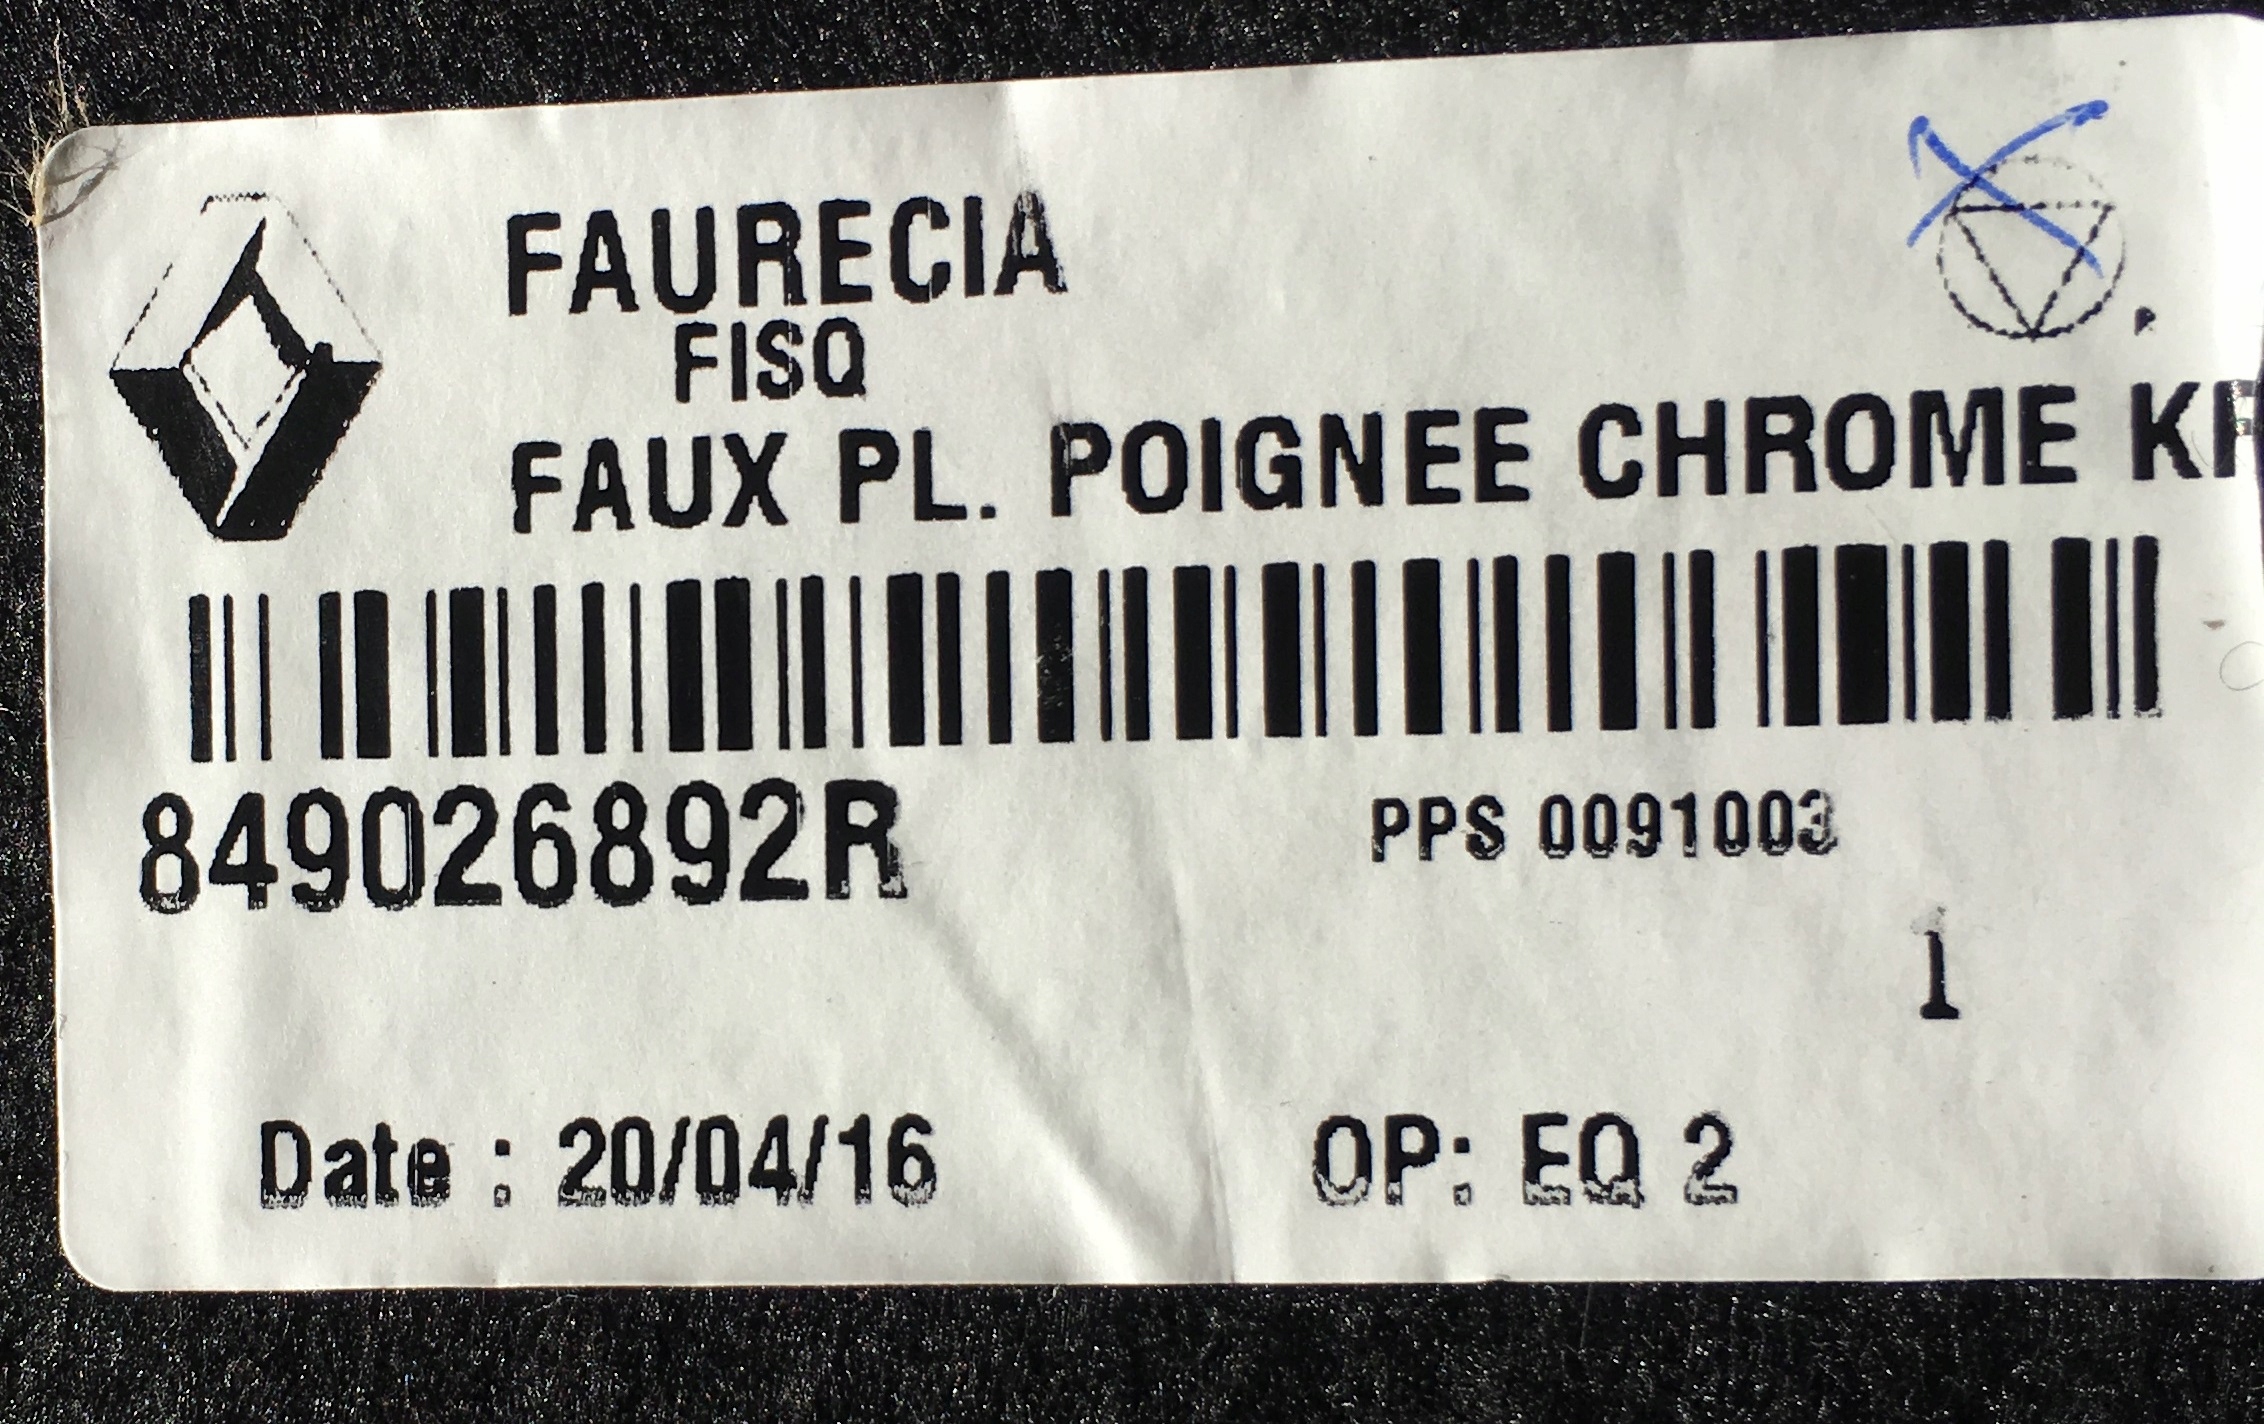 FAURECIA
FISQ
FAUX PL. POIGNEE CHROME
849026892R
PPS 0091003
1
Date : 20/04/16
OP: EQ 2